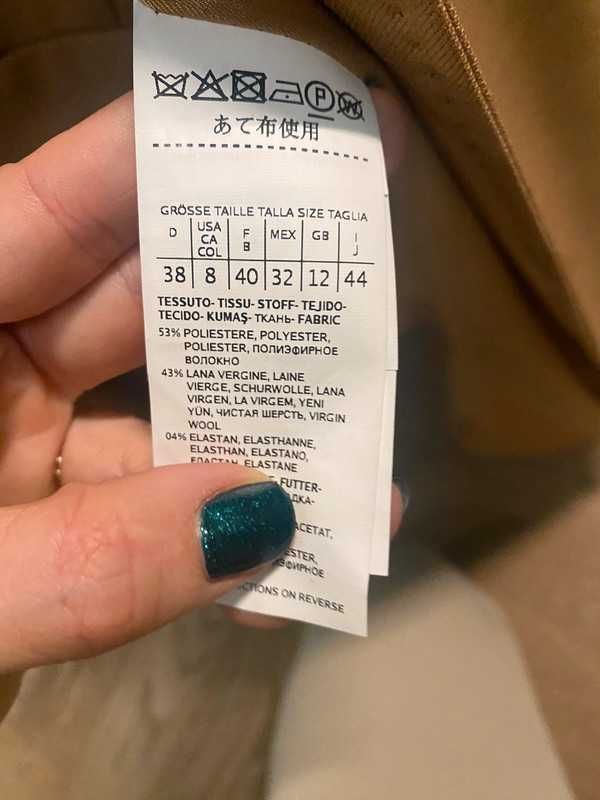 P W
あて布使用
GRÖSSE TAILLE TALLA SIZE TAGLIA
D USA CA COL F B MEX GB I J
38 8 40 32 12 44
TESSUTO- TISSU- STOFF- TEJIDO-
TECIDO- KUMAŞ- ТКАНЬ- FABRIC
53% POLIESTERE, POLYESTER,
POLIESTER, ПОЛИЭФИРНОЕ
ВОЛОКНО
43% LANA VERGINE, LAINE
VIERGE, SCHURWOLLE, LANA
VIRGEN, LA VIRGEM, YENI
YÜN, ЧИСТАЯ ШЕРСТЬ, VIRGIN
WOOL
04% ELASTAN, ELASTHANNE,
ELASTHAN, ELASTANO,
ЭЛАСТАН, ELASTANE
FUTTER-
ACETAT,
ON REVERSE